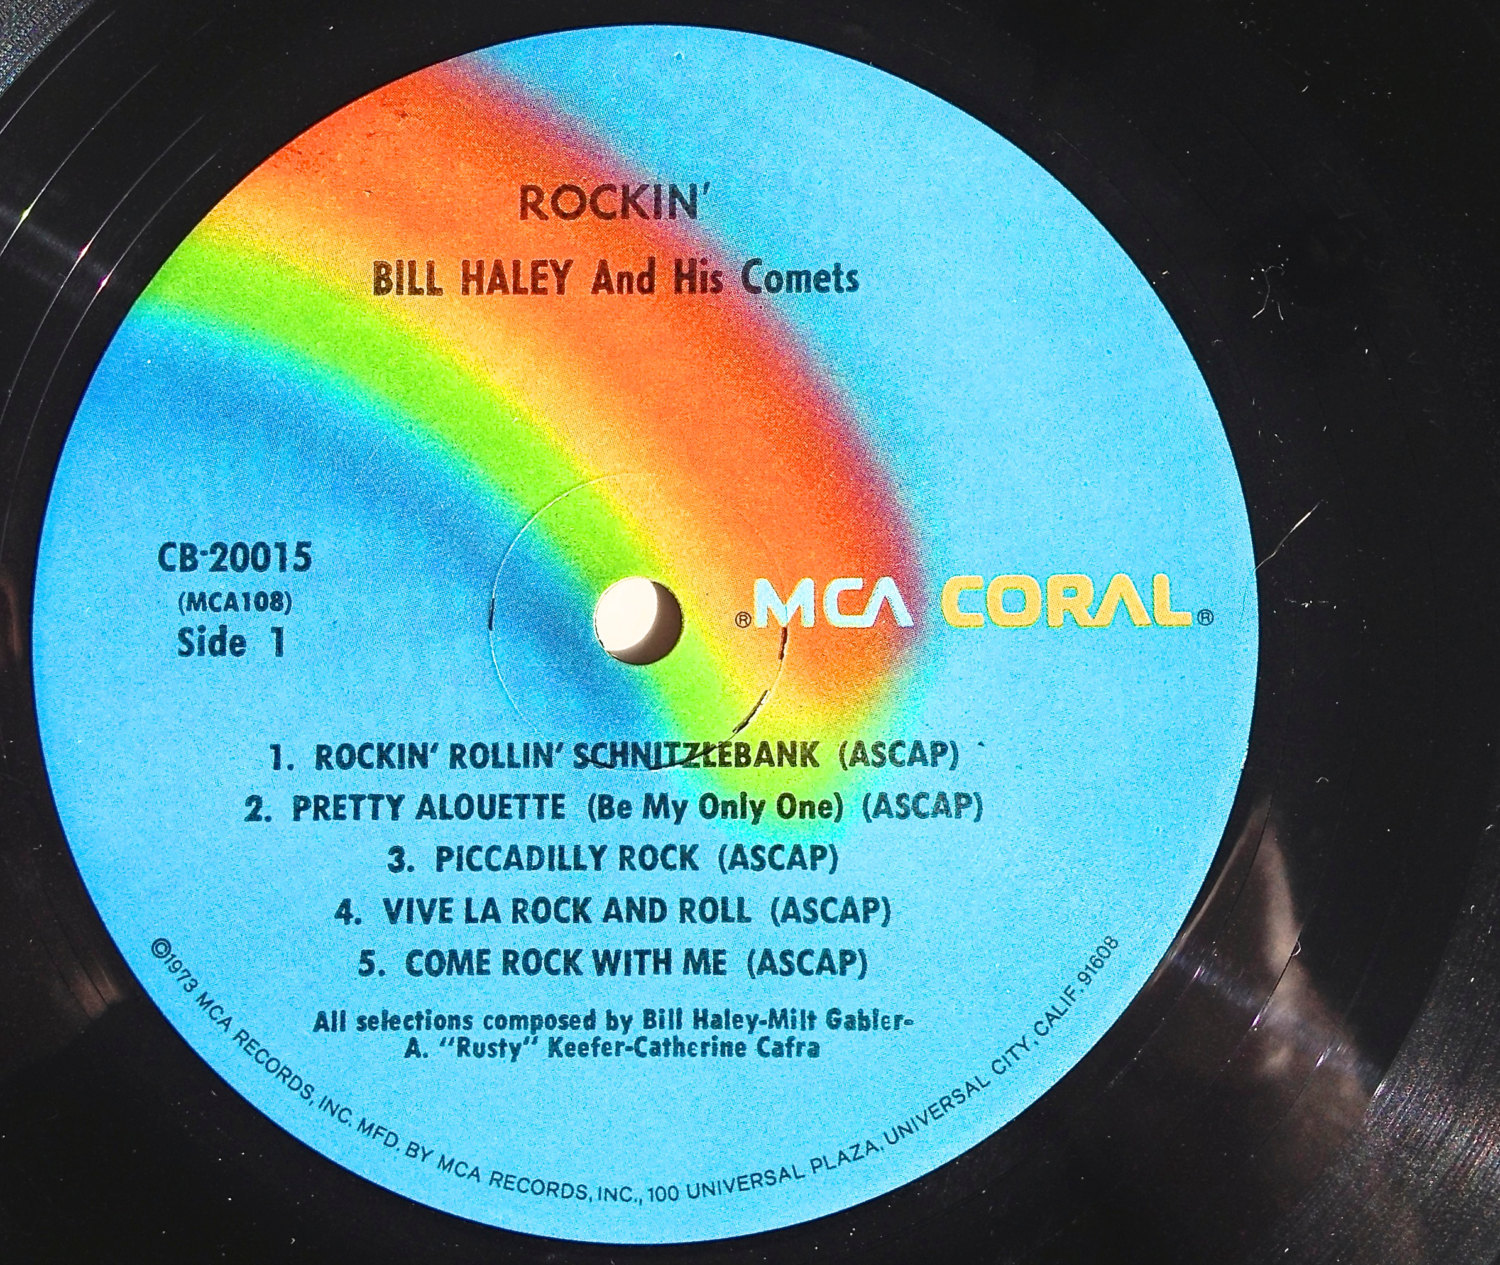 ROCKIN'
BILL HALEY And His Comets
CB-20015
(MCA108)
Side 1
®MCA CORAL®
1. ROCKIN' ROLLIN' SCHNITZLEBANK (ASCAP)
2. PRETTY ALOUETTE (Be My Only One) (ASCAP)
3. PICCADILLY ROCK (ASCAP)
4. VIVE LA ROCK AND ROLL (ASCAP)
5. COME ROCK WITH ME (ASCAP)
All selections composed by Bill Haley-Milt Gabler-
A. "Rusty" Keefer-Catherine Cafra
©1973 MCA RECORDS, INC. MFD. BY MCA RECORDS, INC., 100 UNIVERSAL PLAZA, UNIVERSAL CITY, CALIF. 91608